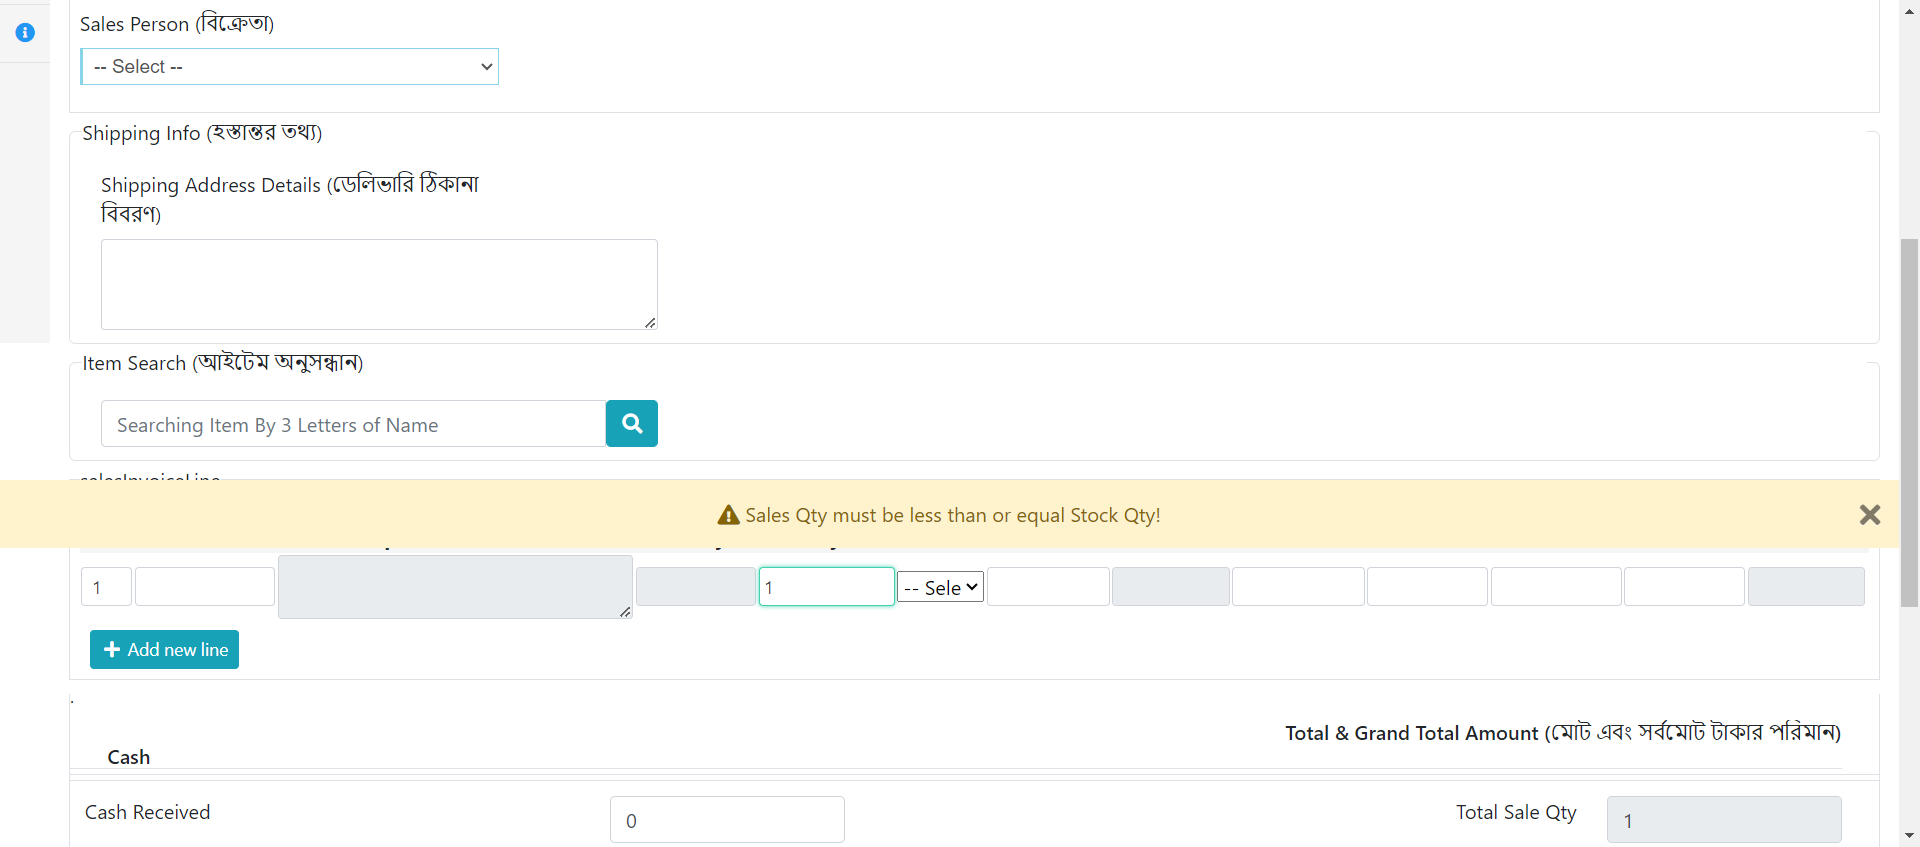 Sales Person (বিক্রেতা)
-- Select --
Shipping Info (হস্তান্তর তথ্য)
Shipping Address Details (ডেলিভারি ঠিকানা
বিবরণ)
Item Search (আইটেম অনুসন্ধান)
Searching Item By 3 Letters of Name
salesInvoiceLine
Sales Qty must be less than or equal Stock Qty!
1 1 -- Sele
Add new line
.
Total & Grand Total Amount (মোট এবং সর্বমোট টাকার পরিমান)
Cash
Cash Received 0 Total Sale Qty 1